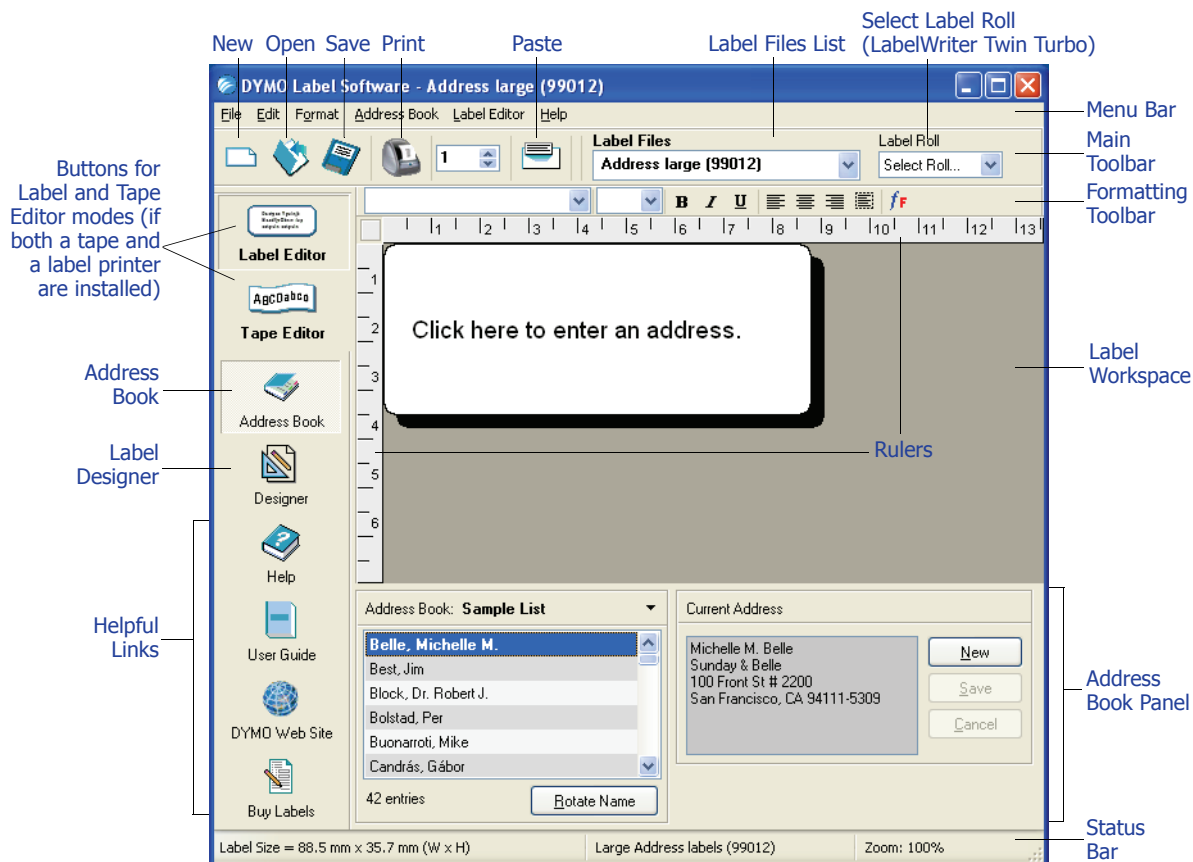 Select Label Roll
(LabelWriter Twin Turbo)
New Open Save Print Paste Label Files List
DYMO Label Software - Address large (99012)
File Edit Format Address Book Label Editor Help
Menu Bar
1
Label Files
Address large (99012)
Label Roll
Select Roll...
Main
Toolbar
B I U fF
Formatting
Toolbar
Buttons for
Label and Tape
Editor modes (if
both a tape and
a label printer
are installed)
Label Editor
ABCDabcd
Tape Editor
1 2 3 4 5 6 7 8 9 10 11 12 13
1
2
3
4
5
6
Click here to enter an address.
Label
Workspace
Rulers
Address
Book
Address Book
Label
Designer
Designer
Helpful
Links
?
Help
User Guide
DYMO Web Site
Buy Labels
Address Book: Sample List
Belle, Michelle M.
Best, Jim
Block, Dr. Robert J.
Bolstad, Per
Buonarroti, Mike
Candrás, Gábor
42 entries
Rotate Name
Current Address
Michelle M. Belle
Sunday & Belle
100 Front St # 2200
San Francisco, CA 94111-5309
New
Save
Cancel
Address
Book Panel
Label Size = 88.5 mm x 35.7 mm (W x H) Large Address labels (99012) Zoom: 100%
Status
Bar